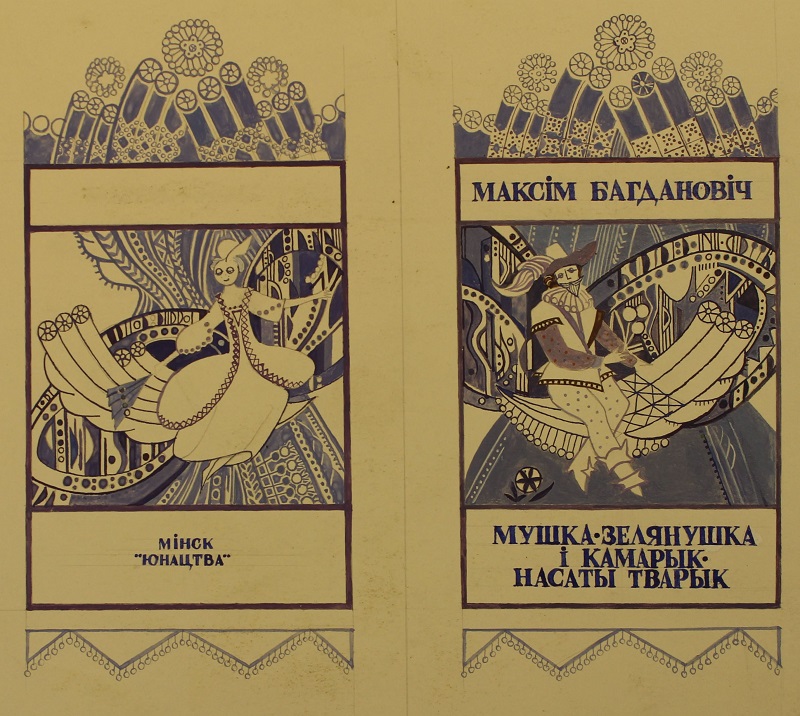 МІНСК
"ЮНАЦТВА"
МАКСІМ БАГДАНОВІЧ
МУШКА·ЗЕЛЯНУШКА
І КАМАРЫК·
НАСАТЫ ТВАРЫК